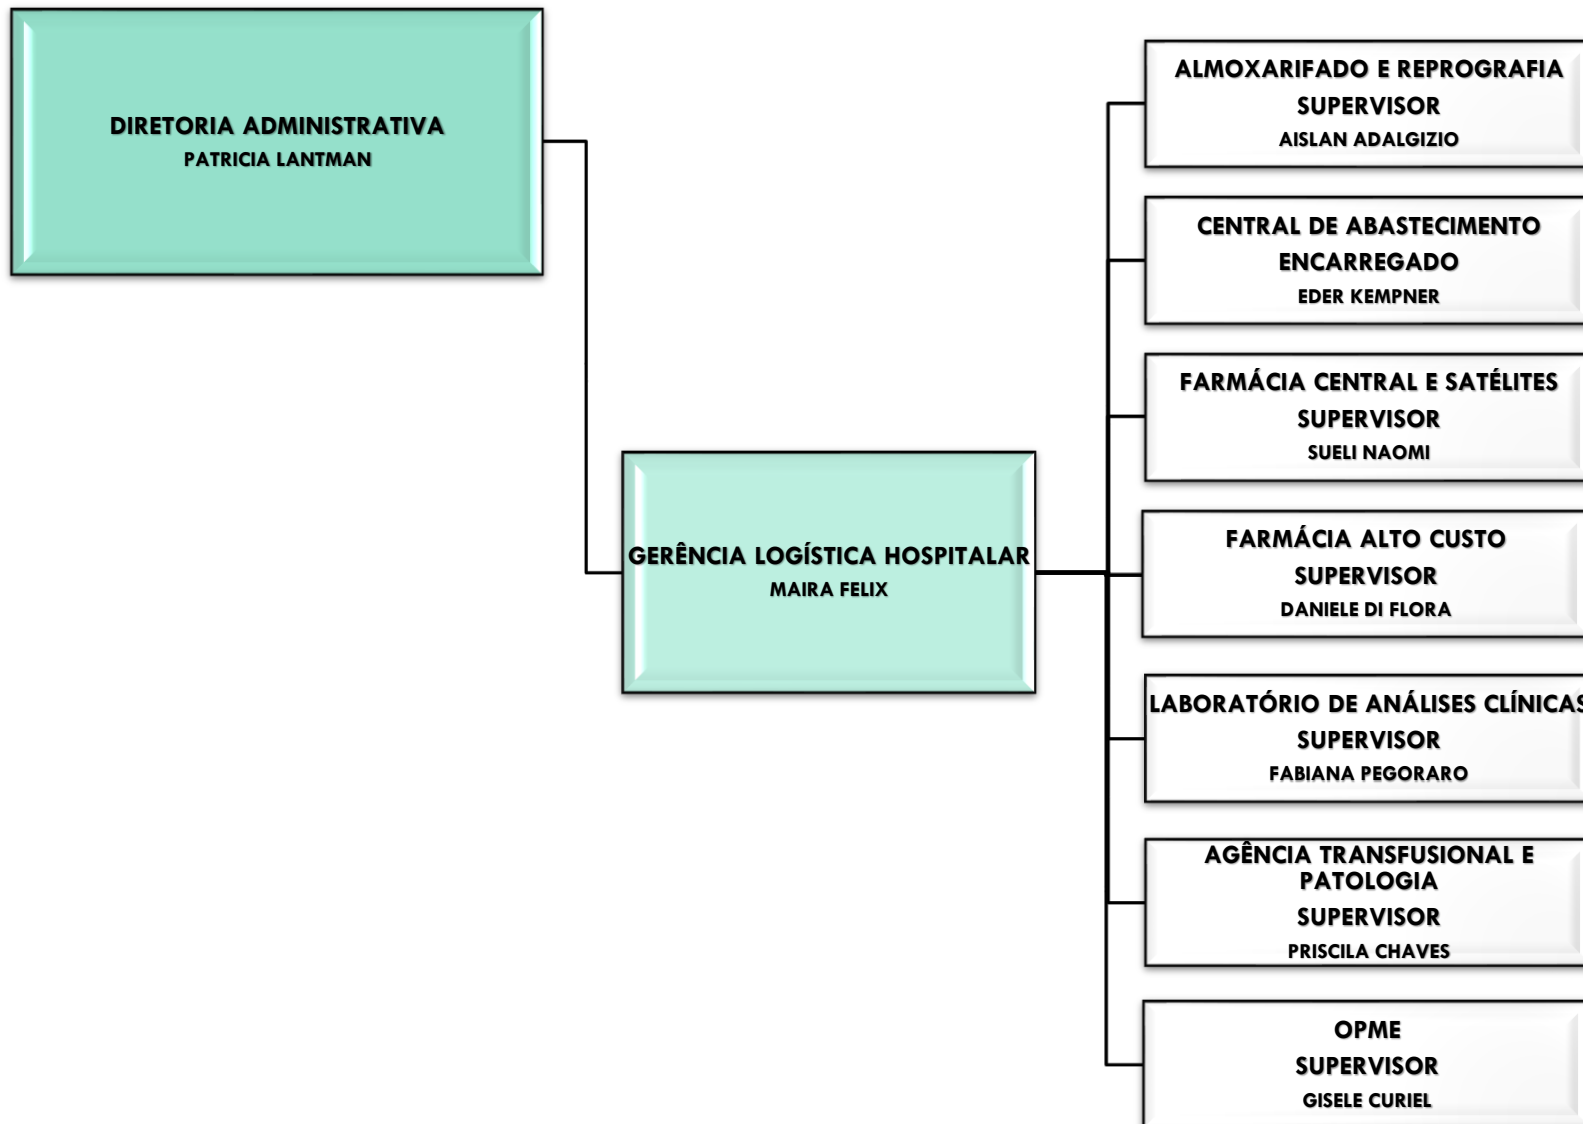 DIRETORIA ADMINISTRATIVA
PATRICIA LANTMAN
GERÊNCIA LOGÍSTICA HOSPITALAR
MAIRA FELIX
ALMOXARIFADO E REPROGRAFIA
SUPERVISOR
AISLAN ADALGIZIO
CENTRAL DE ABASTECIMENTO
ENCARREGADO
EDER KEMPNER
FARMÁCIA CENTRAL E SATÉLITES
SUPERVISOR
SUELI NAOMI
FARMÁCIA ALTO CUSTO
SUPERVISOR
DANIELE DI FLORA
LABORATÓRIO DE ANÁLISES CLÍNICAS
SUPERVISOR
FABIANA PEGORARO
AGÊNCIA TRANSFUSIONAL E
PATOLOGIA
SUPERVISOR
PRISCILA CHAVES
OPME
SUPERVISOR
GISELE CURIEL